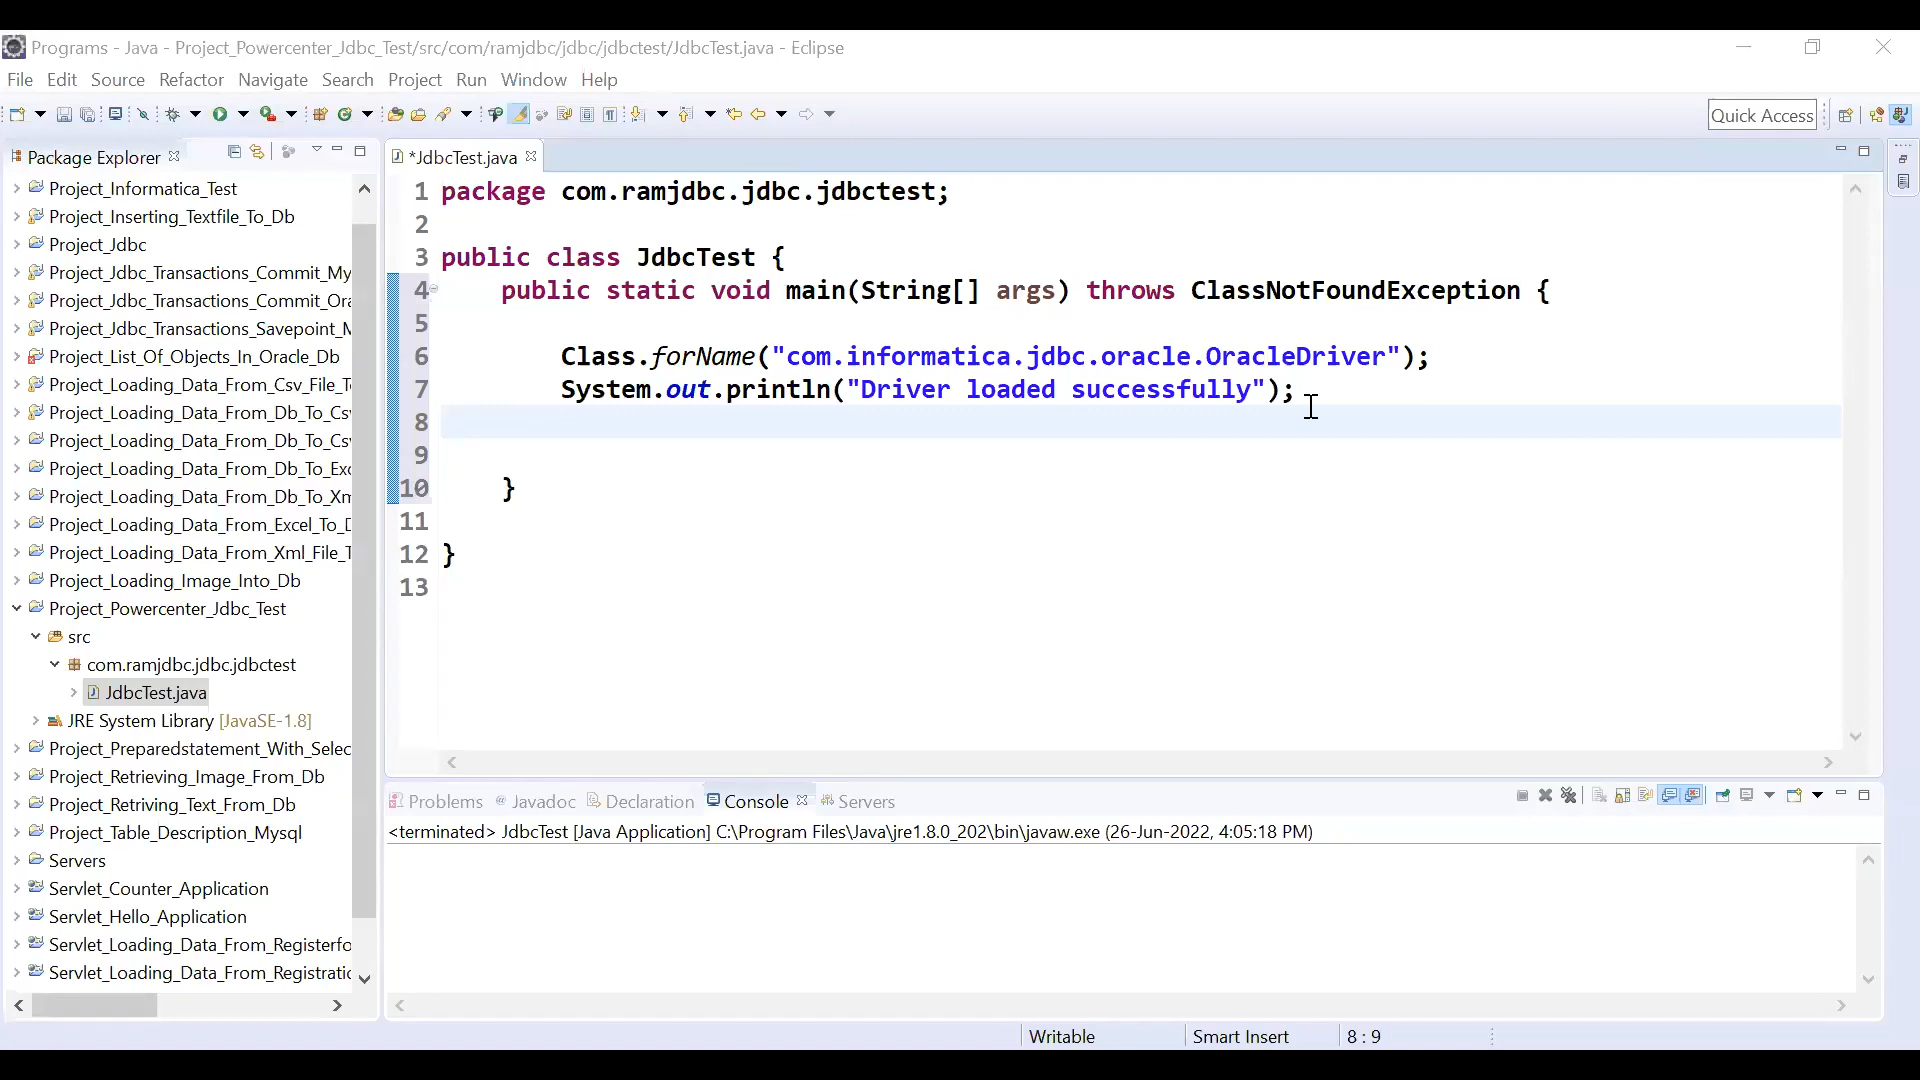 Programs - Java - Project_Powercenter_Jdbc_Test/src/com/ramjdbc/jdbc/jdbctest/JdbcTest.java - Eclipse
File Edit Source Refactor Navigate Search Project Run Window Help
Quick Access
Package Explorer
Project_Informatica_Test
Project_Inserting_Textfile_To_Db
Project_Jdbc
Project_Jdbc_Transactions_Commit_My
Project_Jdbc_Transactions_Commit_Ora
Project_Jdbc_Transactions_Savepoint_M
Project_List_Of_Objects_In_Oracle_Db
Project_Loading_Data_From_Csv_File_T
Project_Loading_Data_From_Db_To_Csv
Project_Loading_Data_From_Db_To_Csv
Project_Loading_Data_From_Db_To_Exc
Project_Loading_Data_From_Db_To_Xm
Project_Loading_Data_From_Excel_To_D
Project_Loading_Data_From_Xml_File_T
Project_Loading_Image_Into_Db
Project_Powercenter_Jdbc_Test
src
com.ramjdbc.jdbc.jdbctest
JdbcTest.java
JRE System Library [JavaSE-1.8]
Project_Preparedstatement_With_Selec
Project_Retrieving_Image_From_Db
Project_Retriving_Text_From_Db
Project_Table_Description_Mysql
Servers
Servlet_Counter_Application
Servlet_Hello_Application
Servlet_Loading_Data_From_Registerfo
Servlet_Loading_Data_From_Registratio
*JdbcTest.java
1 package com.ramjdbc.jdbc.jdbctest;
2
3 public class JdbcTest {
4 public static void main(String[] args) throws ClassNotFoundException {
5
6 Class.forName("com.informatica.jdbc.oracle.OracleDriver");
7 System.out.println("Driver loaded successfully");
8
9
10 }
11
12 }
13
Problems Javadoc Declaration Console Servers
<terminated> JdbcTest [Java Application] C:\Program Files\Java\jre1.8.0_202\bin\javaw.exe (26-Jun-2022, 4:05:18 PM)
Writable Smart Insert 8 : 9